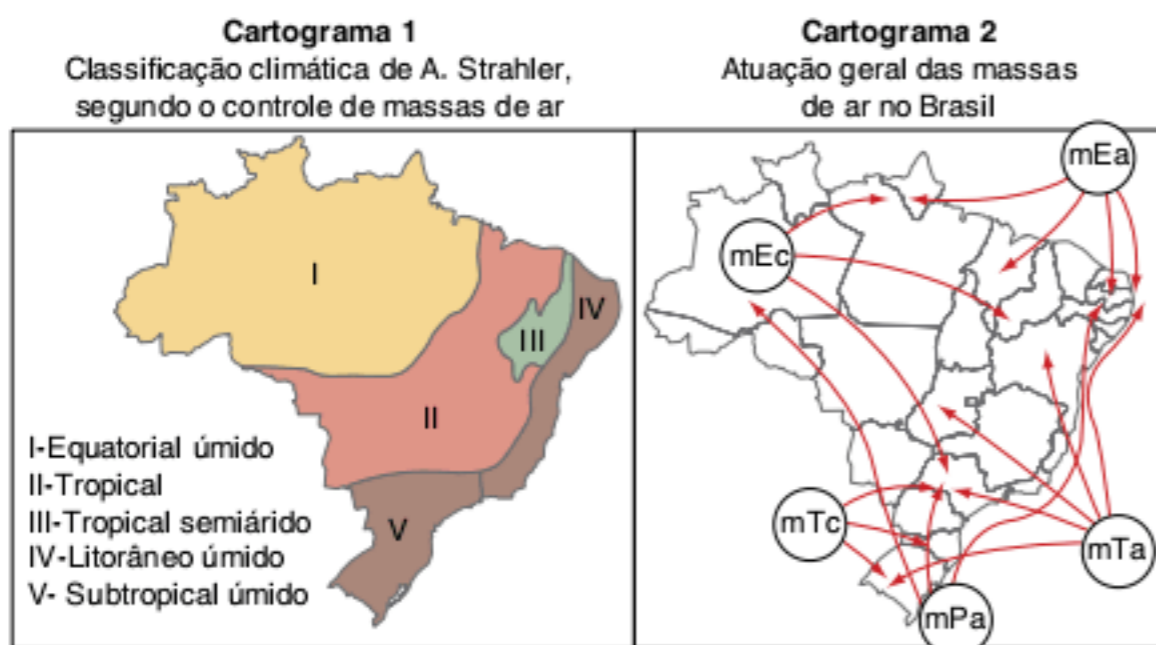 Cartograma 1
Classificação climática de A. Strahler,
segundo o controle de massas de ar
I
II
III
IV
V
I-Equatorial úmido
II-Tropical
III-Tropical semiárido
IV-Litorâneo úmido
V- Subtropical úmido
Cartograma 2
Atuação geral das massas
de ar no Brasil
mEa
mEc
mTc
mTa
mPa